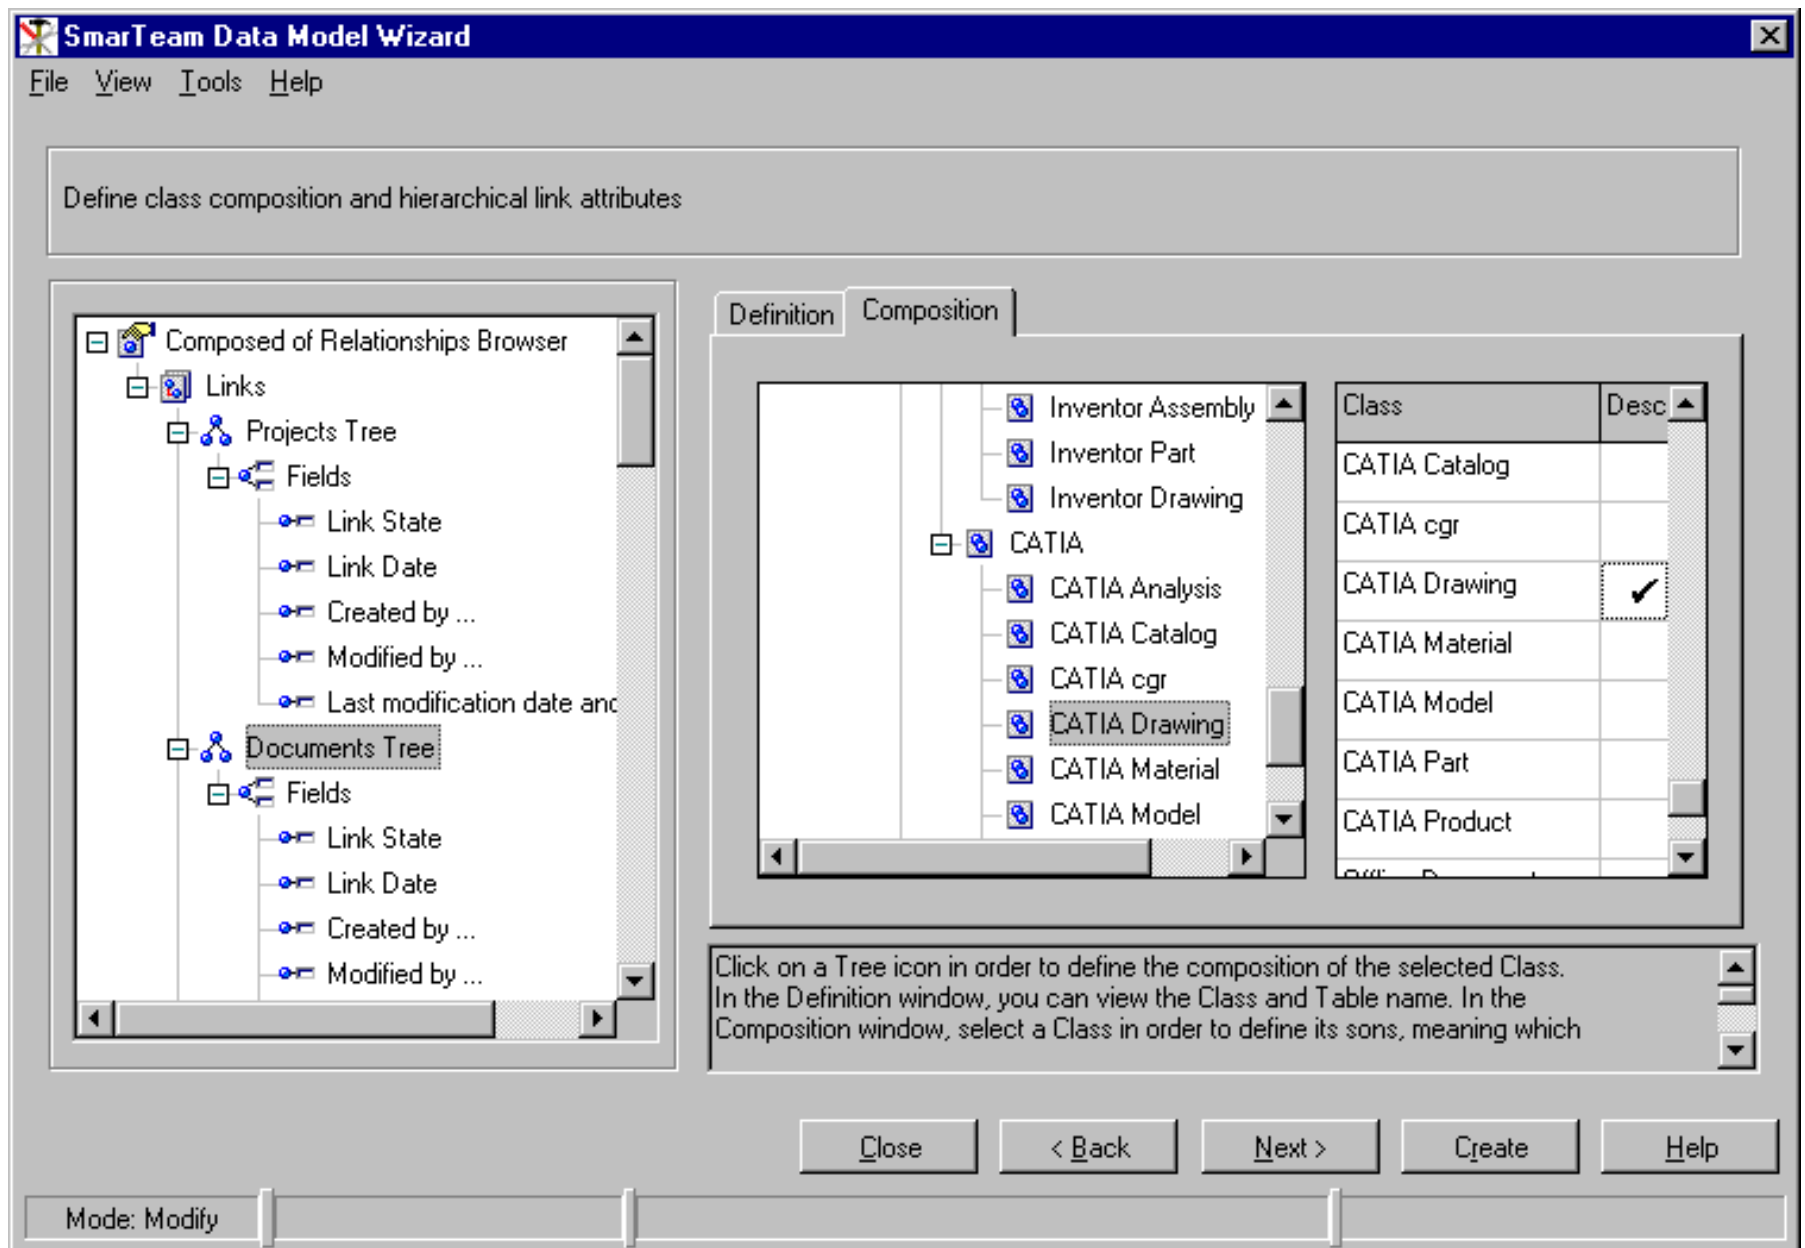 SmarTeam Data Model Wizard
File View Tools Help
Define class composition and hierarchical link attributes
Composed of Relationships Browser
Links
Projects Tree
Fields
Link State
Link Date
Created by ...
Modified by ...
Last modification date and
Documents Tree
Fields
Link State
Link Date
Created by ...
Modified by ...
Definition Composition
Inventor Assembly
Inventor Part
Inventor Drawing
CATIA
CATIA Analysis
CATIA Catalog
CATIA cgr
CATIA Drawing
CATIA Material
CATIA Model
Class Desc
CATIA Catalog
CATIA cgr
CATIA Drawing
CATIA Material
CATIA Model
CATIA Part
CATIA Product
Click on a Tree icon in order to define the composition of the selected Class.
In the Definition window, you can view the Class and Table name. In the
Composition window, select a Class in order to define its sons, meaning which
Close < Back Next > Create Help
Mode: Modify